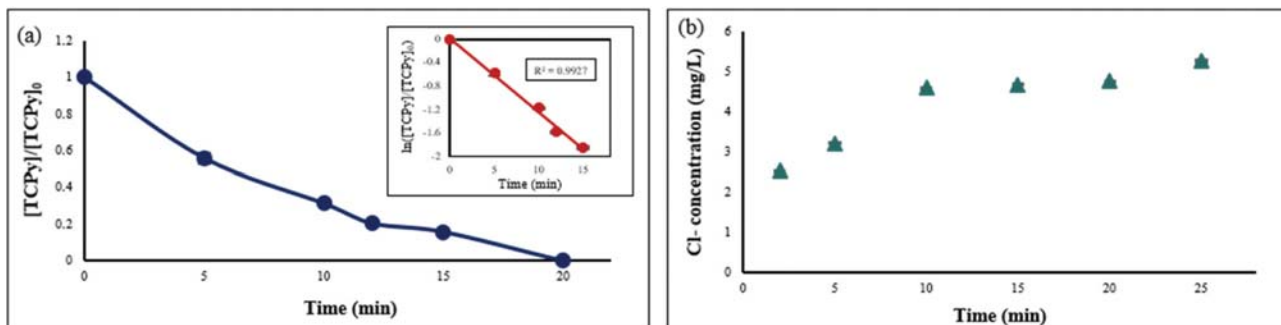 (a)
[TCPy]/[TCPy]0
1.2
1
0.8
0.6
0.4
0.2
0
0 5 10 15 20
Time (min)
ln([TCPy]/[TCPy]0)
0
-0.4
-0.8
-1.2
-1.6
-2
R² = 0.9927
0 5 10 15
Time (min)
(b)
Cl- concentration (mg/L)
6
5
4
3
2
1
0
0 5 10 15 20 25
Time (min)